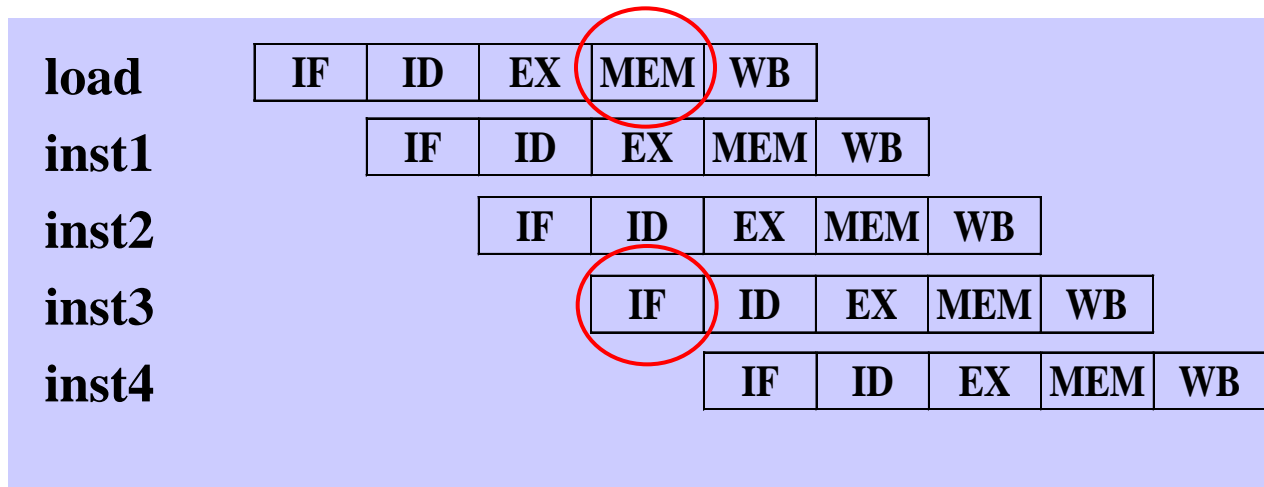 load IF ID EX MEM WB
inst1 IF ID EX MEM WB
inst2 IF ID EX MEM WB
inst3 IF ID EX MEM WB
inst4 IF ID EX MEM WB